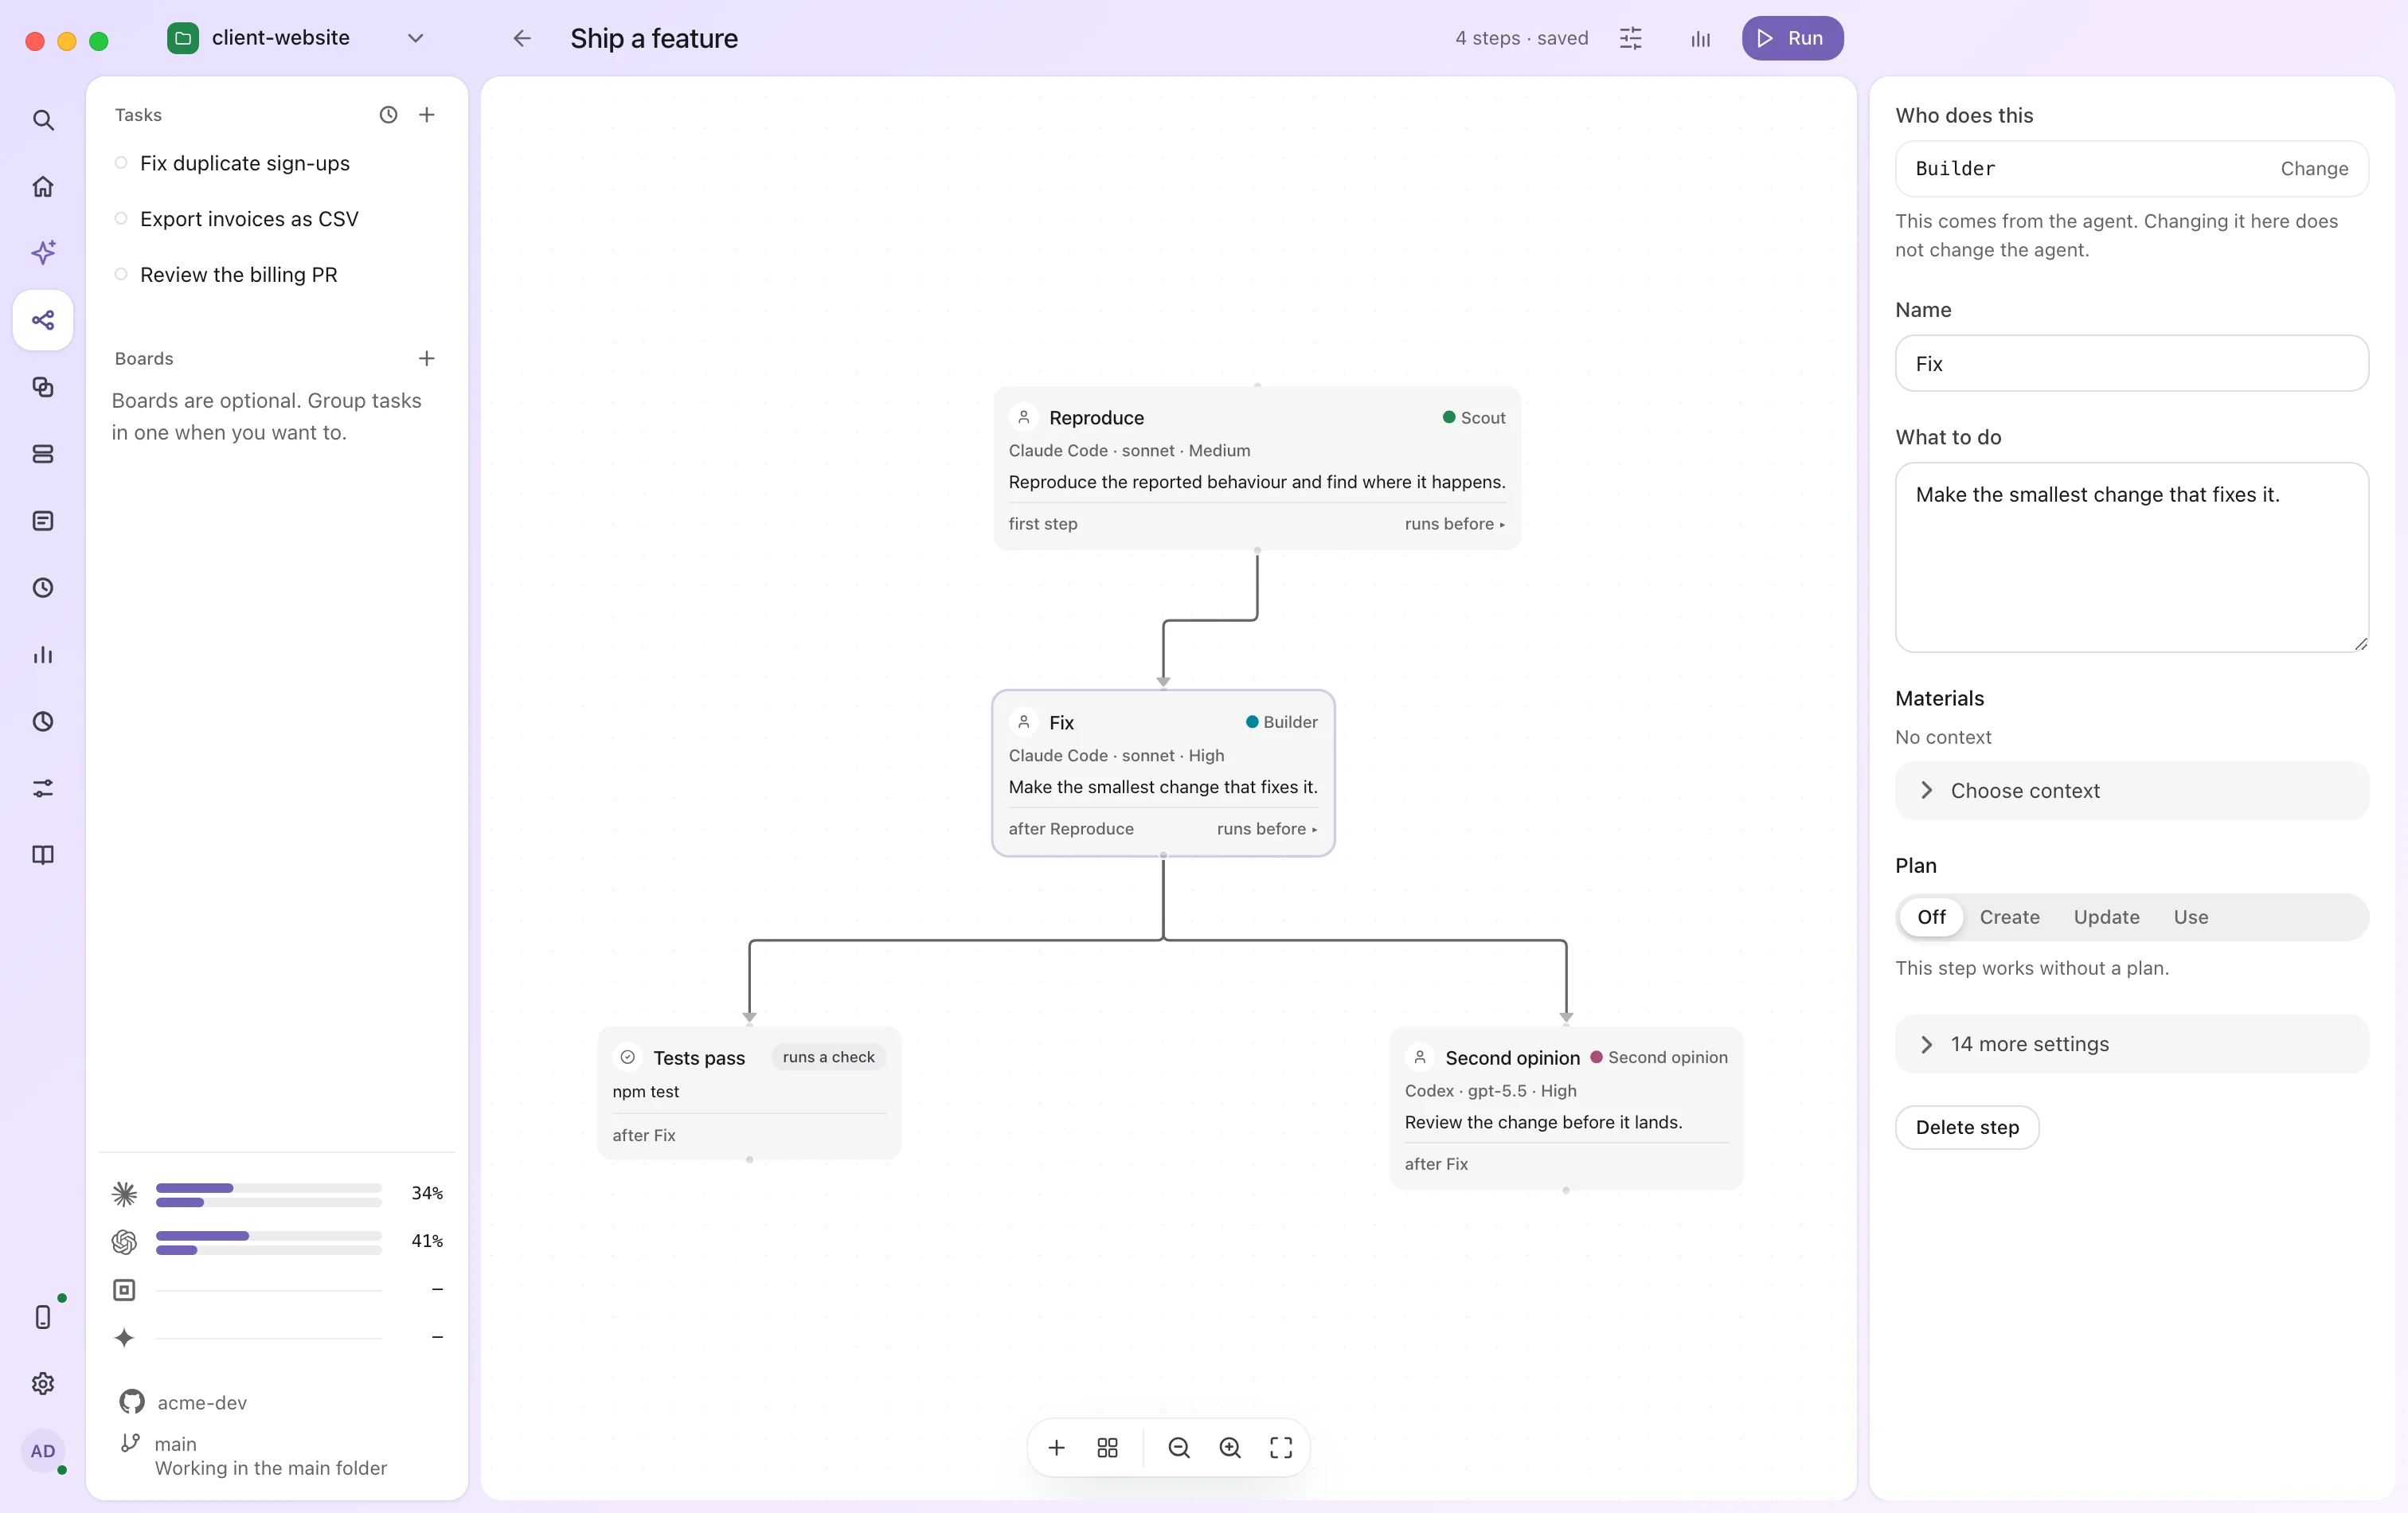 client-website
Ship a feature
4 steps · saved
Run
Tasks
Fix duplicate sign-ups
Export invoices as CSV
Review the billing PR
Boards
Boards are optional. Group tasks
in one when you want to.
34%
41%
–
–
acme-dev
main
Working in the main folder
AD
Reproduce
Scout
Claude Code · sonnet · Medium
Reproduce the reported behaviour and find where it happens.
first step
runs before ▸
Fix
Builder
Claude Code · sonnet · High
Make the smallest change that fixes it.
after Reproduce
runs before ▸
Tests pass
runs a check
npm test
after Fix
Second opinion
Second opinion
Codex · gpt-5.5 · High
Review the change before it lands.
after Fix
Who does this
Builder
Change
This comes from the agent. Changing it here does
not change the agent.
Name
Fix
What to do
Make the smallest change that fixes it.
Materials
No context
Choose context
Plan
Off
Create
Update
Use
This step works without a plan.
14 more settings
Delete step